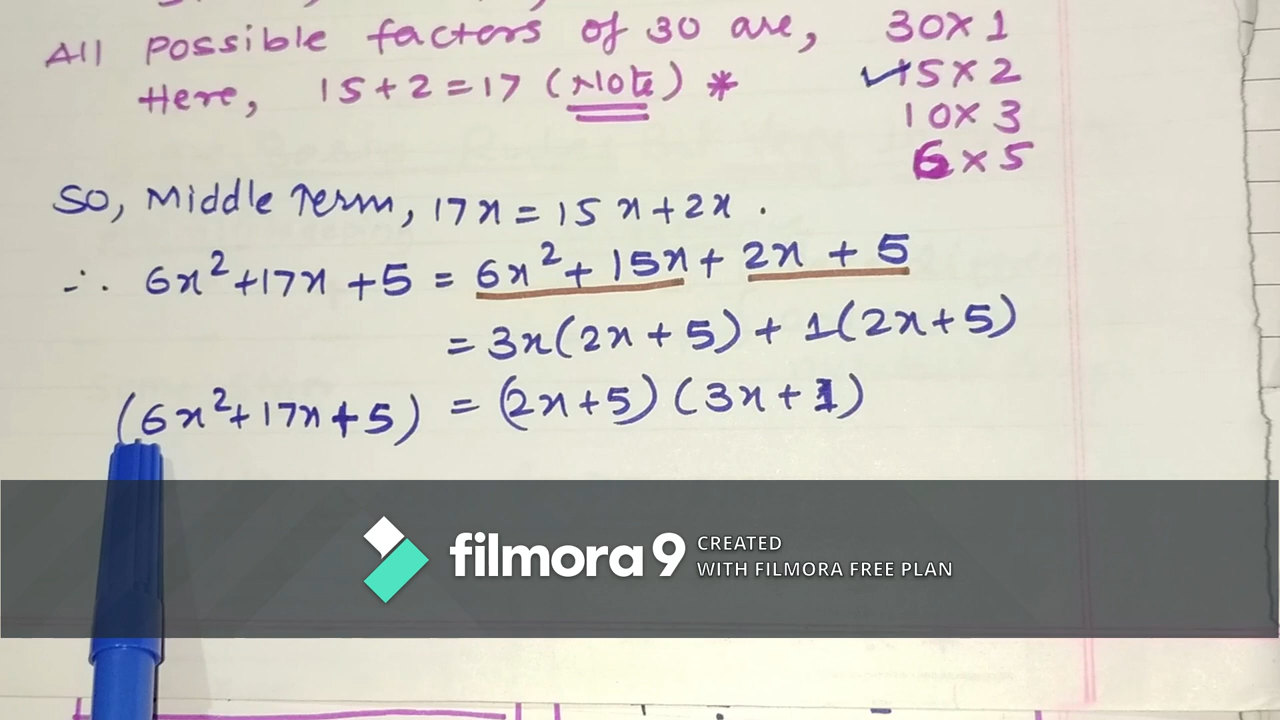 All possible factors of 30 are, 30×1
Here, 15+2=17 (Note) * ✓15×2
10×3
6×5
So, Middle Term, 17x = 15x+2x.
∴ 6x²+17x+5 = 6x²+15x+2x+5
= 3x(2x+5)+1(2x+5)
(6x²+17x+5) = (2x+5)(3x+1)
filmora9 CREATED
WITH FILMORA FREE PLAN